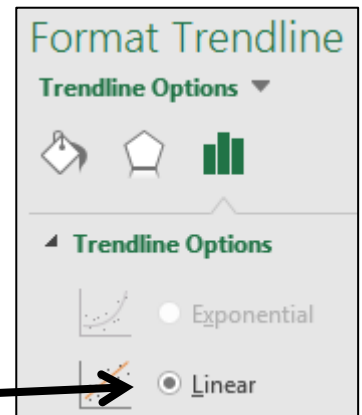 Format Trendline
Trendline Options
Trendline Options
Exponential
Linear